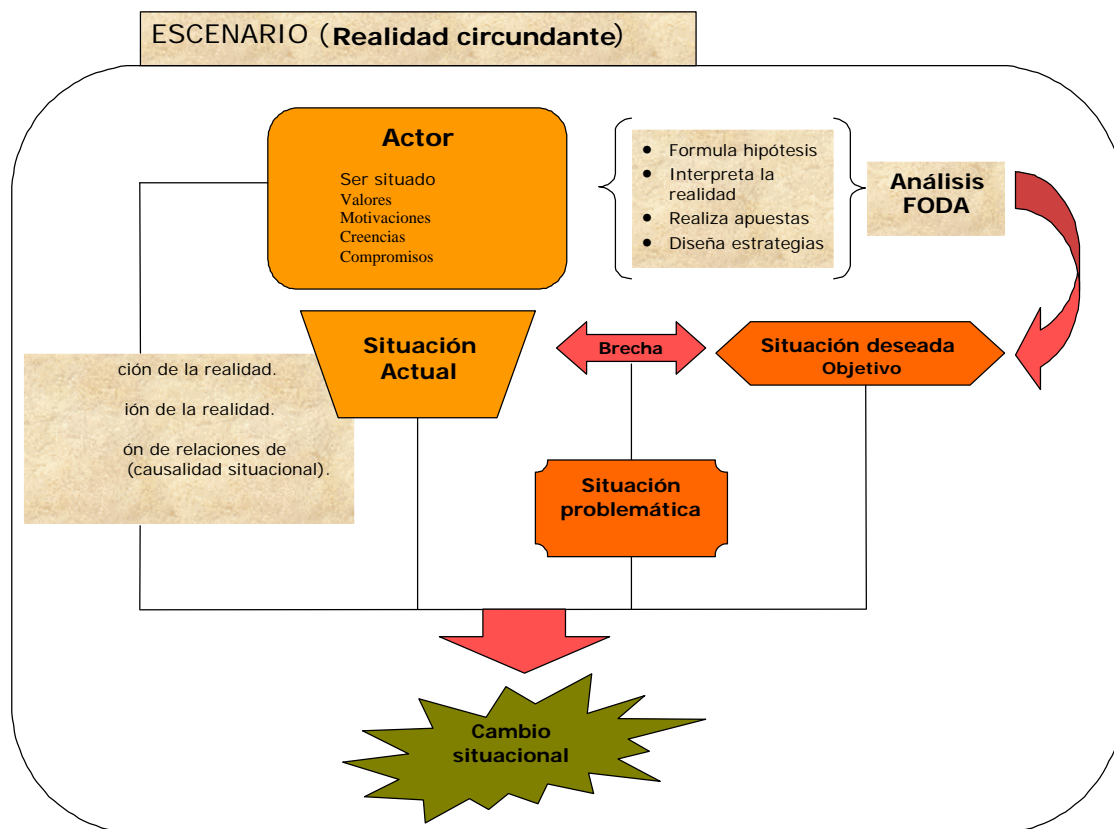 ESCENARIO (Realidad circundante)
Actor
Ser situado
Valores
Motivaciones
Creencias
Compromisos
• Formula hipótesis
• Interpreta la
realidad
• Realiza apuestas
• Diseña estrategias
Análisis
FODA
Situación
Actual
Brecha
Situación deseada
Objetivo
ción de la realidad.
ión de la realidad.
ón de relaciones de
(causalidad situacional).
Situación
problemática
Cambio
situacional